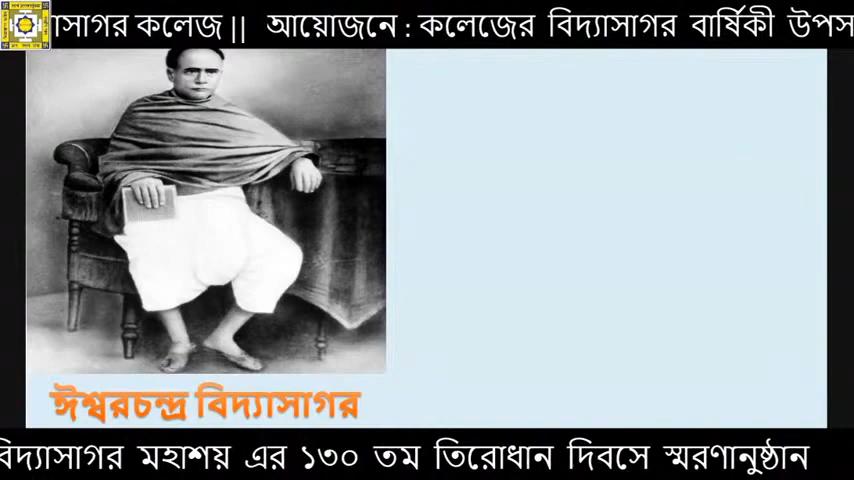 াসাগর কলেজ || আয়োজনে : কলেজের বিদ্যাসাগর বার্ষিকী উপস
ঈশ্বরচন্দ্র বিদ্যাসাগর
বিদ্যাসাগর মহাশয় এর ১৩০ তম তিরোধান দিবসে স্মরণানুষ্ঠান